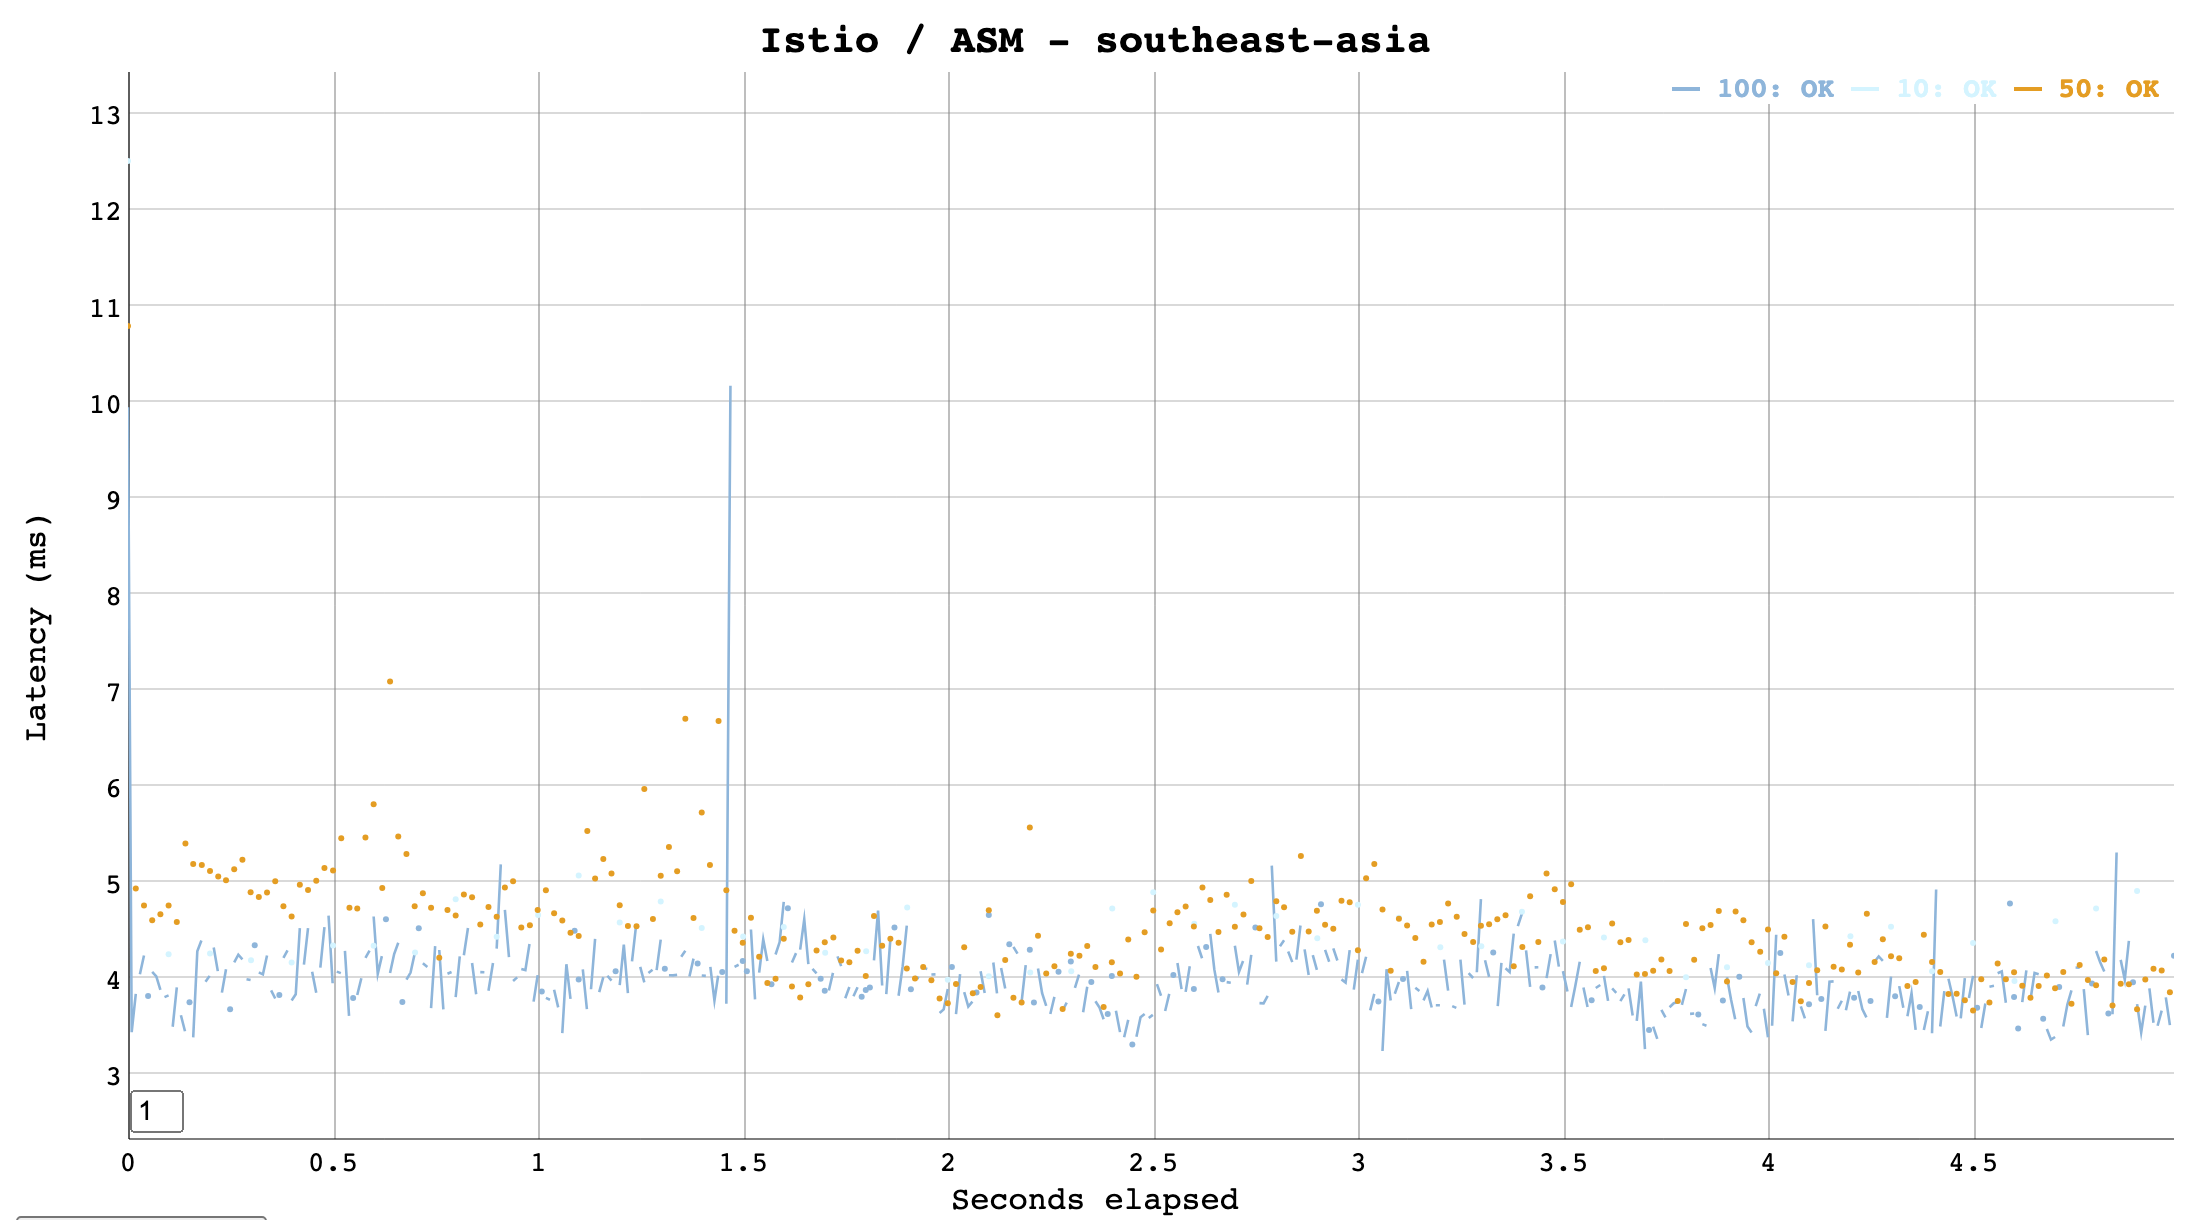 Istio / ASM - southeast-asia
100: OK 10: OK 50: OK
13
12
11
10
9
8
7
6
5
4
3
Latency (ms)
1
0 0.5 1 1.5 2 2.5 3 3.5 4 4.5
Seconds elapsed